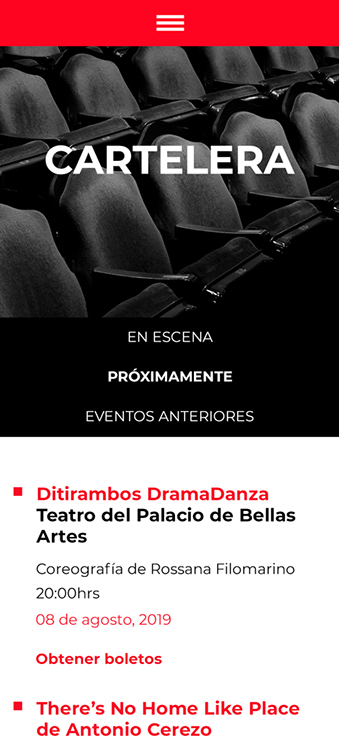 CARTELERA
EN ESCENA
PRÓXIMAMENTE
EVENTOS ANTERIORES
Ditirambos DramaDanza
Teatro del Palacio de Bellas
Artes
Coreografía de Rossana Filomarino
20:00hrs
08 de agosto, 2019
Obtener boletos
There’s No Home Like Place
de Antonio Cerezo